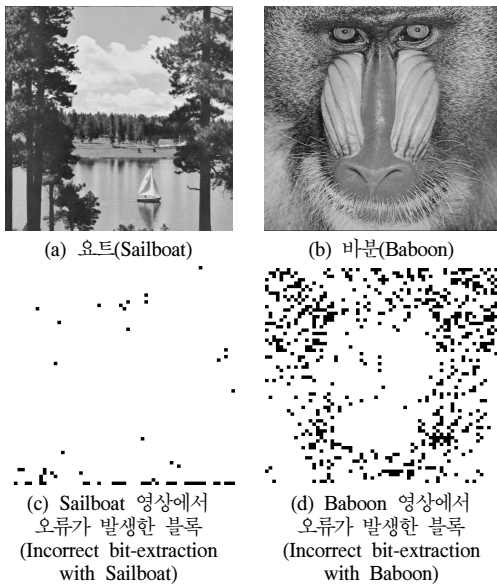 (a) 요트(Sailboat)
(b) 바분(Baboon)
(c) Sailboat 영상에서
오류가 발생한 블록
(Incorrect bit-extraction
with Sailboat)
(d) Baboon 영상에서
오류가 발생한 블록
(Incorrect bit-extraction
with Baboon)